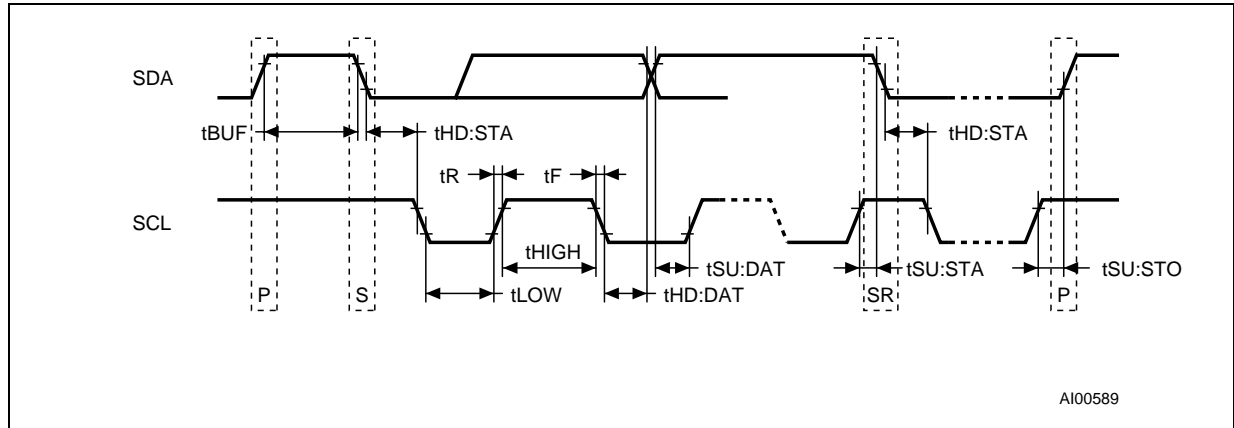 SDA
tBUF
tHD:STA
tHD:STA
tR
tF
SCL
tHIGH
tSU:DAT
tSU:STA
tSU:STO
P
S
tLOW
tHD:DAT
SR
P
AI00589